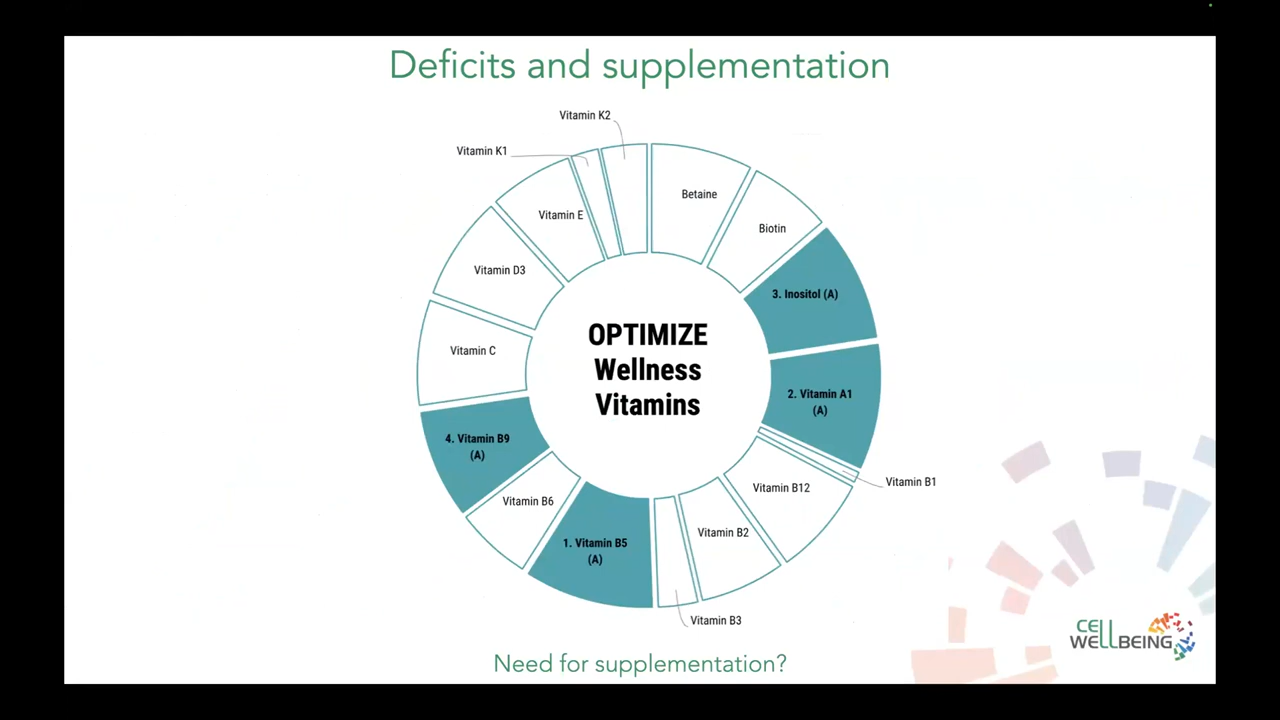 Deficits and supplementation
Vitamin K2
Vitamin K1
Betaine
Vitamin E
Biotin
Vitamin D3
3. Inositol (A)
OPTIMIZE
Wellness
Vitamins
Vitamin C
2. Vitamin A1
(A)
4. Vitamin B9
(A)
Vitamin B1
Vitamin B12
Vitamin B6
Vitamin B2
1. Vitamin B5
(A)
Vitamin B3
CELL
WELLBEING
Need for supplementation?